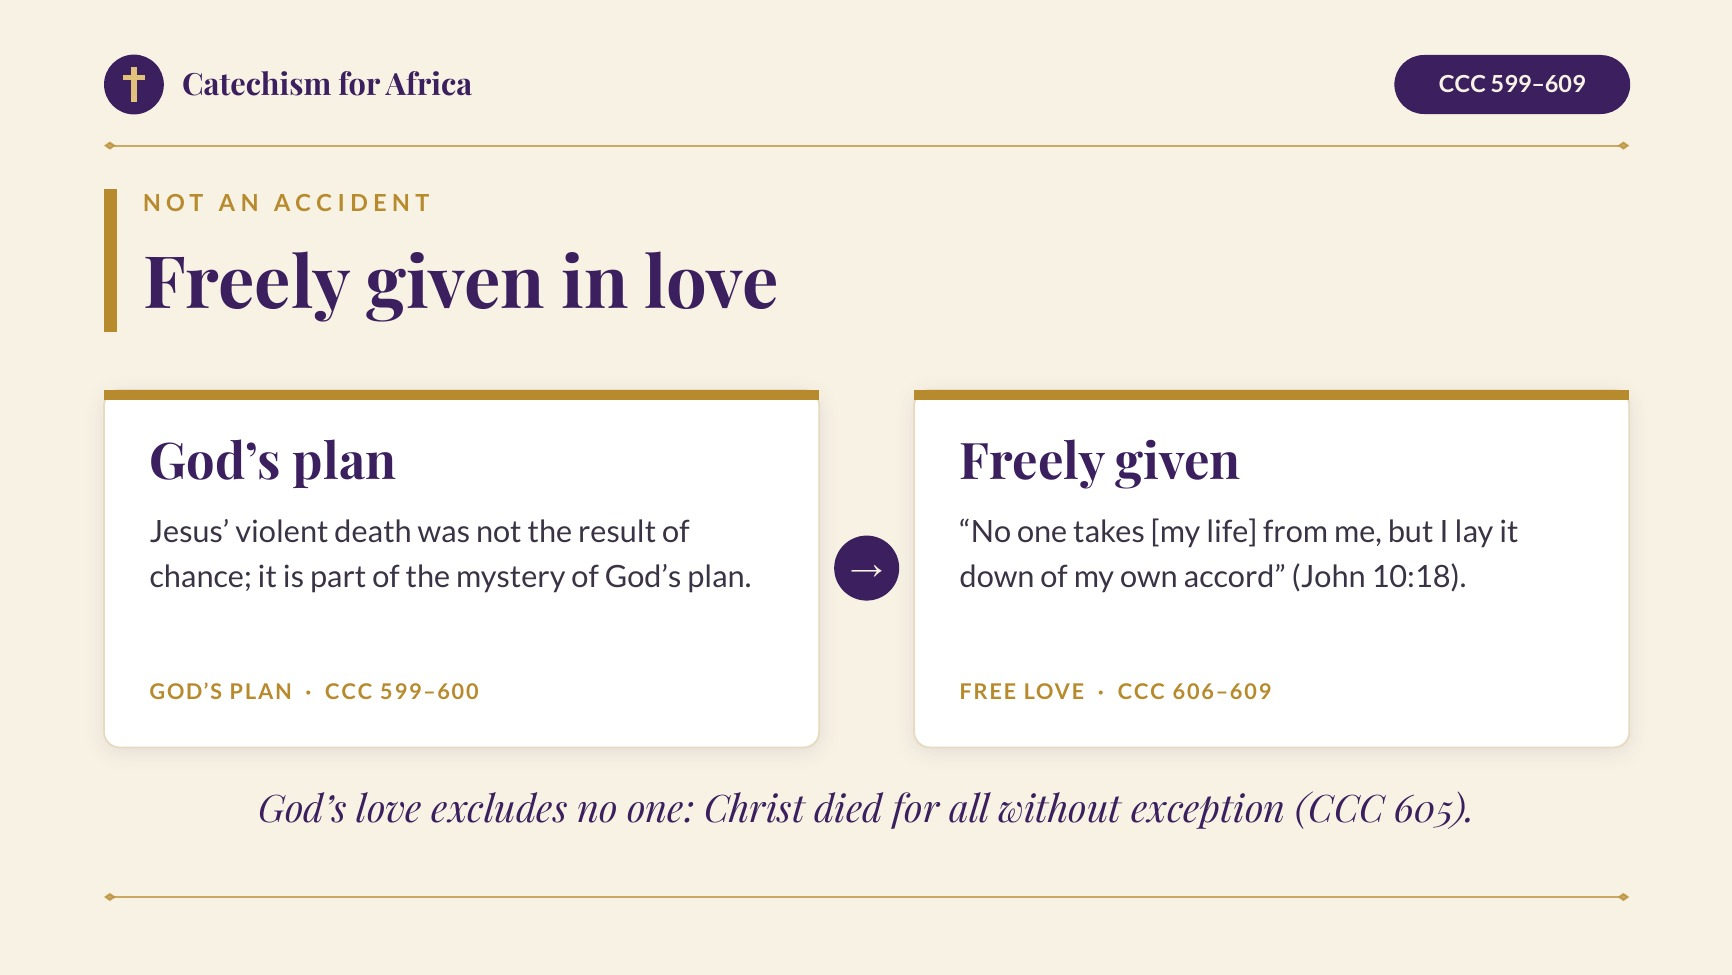 Catechism for Africa
CCC 599–609
NOT AN ACCIDENT
Freely given in love
God’s plan
Jesus’ violent death was not the result of
chance; it is part of the mystery of God’s plan.
GOD’S PLAN · CCC 599–600
→
Freely given
“No one takes [my life] from me, but I lay it
down of my own accord” (John 10:18).
FREE LOVE · CCC 606–609
God’s love excludes no one: Christ died for all without exception (CCC 605).